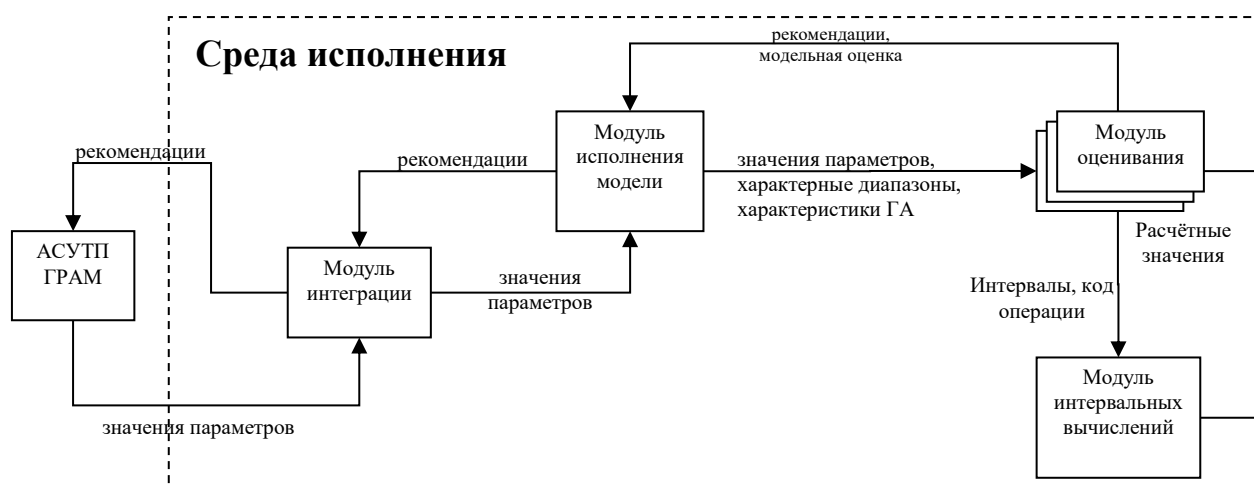 Среда исполнения
рекомендации,
модельная оценка
Модуль
исполнения
модели
Модуль
оценивания
рекомендации
рекомендации
значения параметров,
характерные диапазоны,
характеристики ГА
АСУТП
ГРАМ
Модуль
интеграции
значения
параметров
Расчётные
значения
Интервалы, код
операции
Модуль
интервальных
вычислений
значения параметров